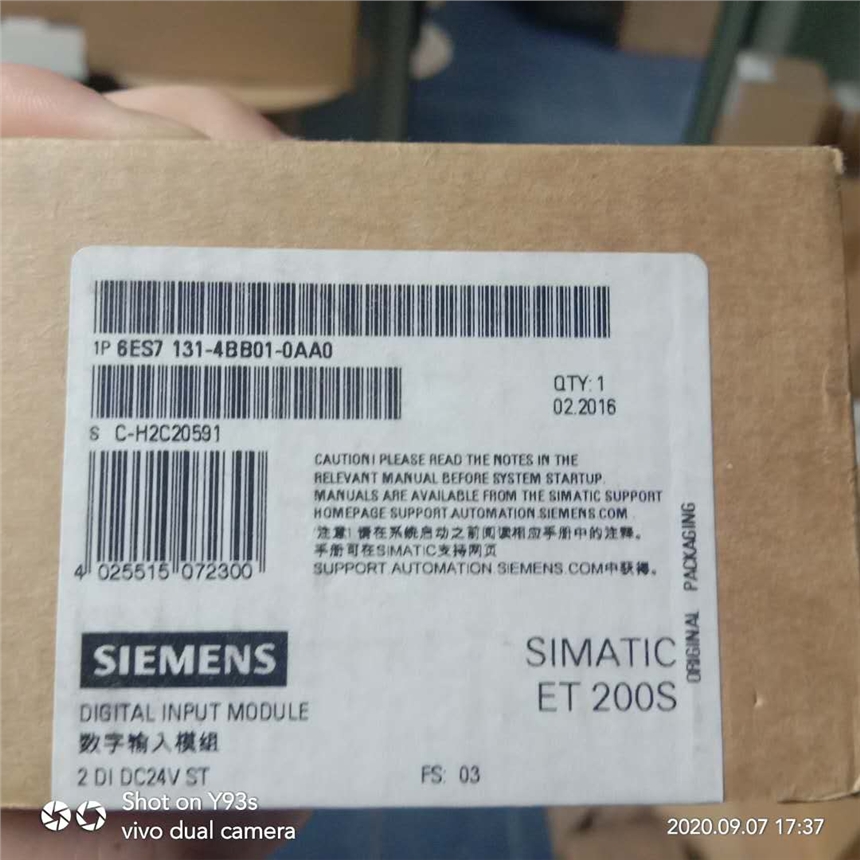 1P 6ES7 131-4BB01-0AA0
QTY: 1
02.2016
S C-H2C20591
CAUTION! PLEASE READ THE NOTES IN THE
RELEVANT MANUAL BEFORE SYSTEM STARTUP.
MANUALS ARE AVAILABLE FROM THE SIMATIC SUPPORT
HOMEPAGE SUPPORT.AUTOMATION.SIEMENS.COM
注意! 请在系统启动之前阅读相应手册中的注释。
手册可在SIMATIC支持网页
SUPPORT.AUTOMATION.SIEMENS.COM中获得。
4 025515 072300
ORIGINAL PACKAGING
SIEMENS
SIMATIC
ET 200S
DIGITAL INPUT MODULE
数字输入模组
2 DI DC24V ST
FS: 03
Shot on Y93s
vivo dual camera
2020.09.07 17:37